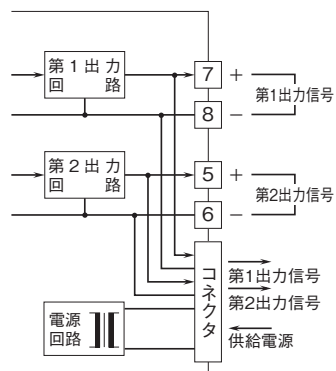 第1出力
回路
7 +
第1出力信号
8 −
第2出力
回路
5 +
第2出力信号
6 −
コネクタ
第1出力信号
第2出力信号
供給電源
電源
回路